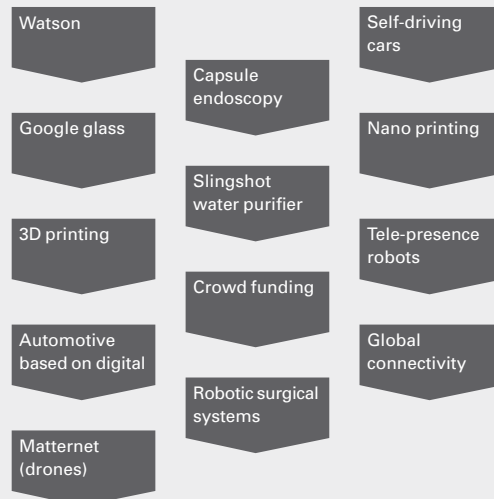 Watson
Google glass
3D printing
Automotive
based on digital
Matternet
(drones)
Capsule
endoscopy
Slingshot
water purifier
Crowd funding
Robotic surgical
systems
Self-driving
cars
Nano printing
Tele-presence
robots
Global
connectivity